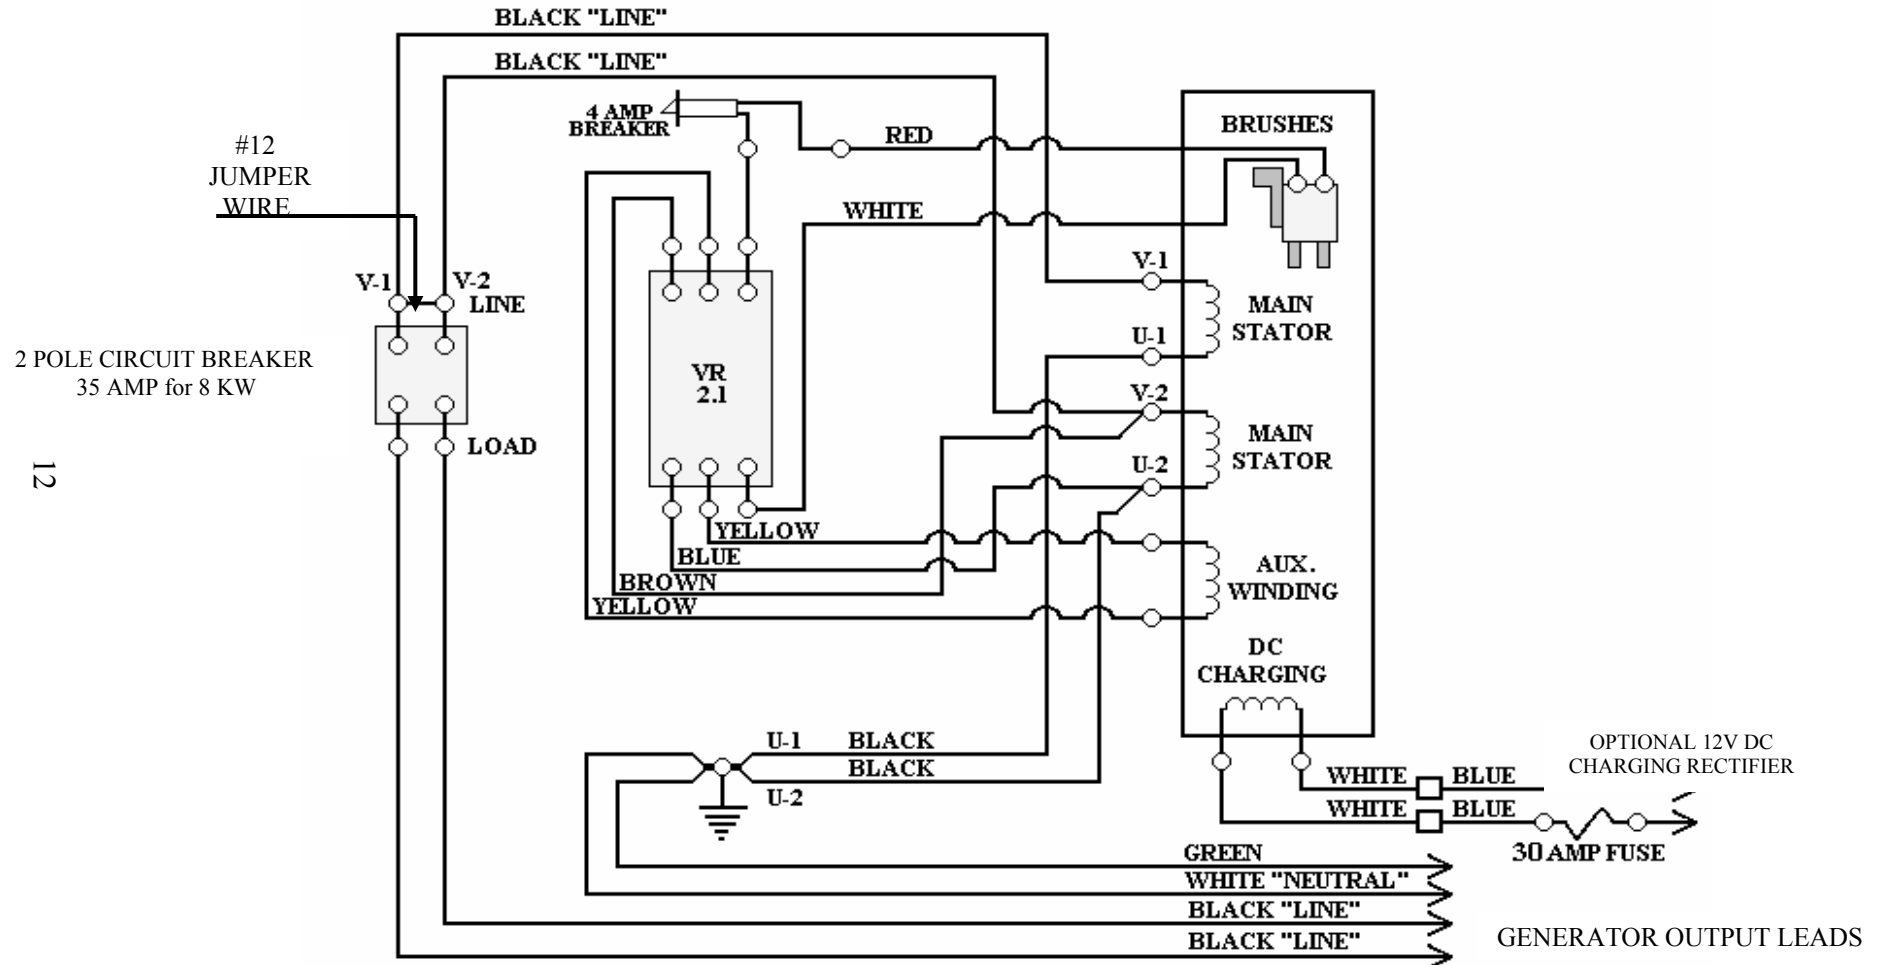 BLACK "LINE"
BLACK "LINE"
4 AMP
BREAKER
#12
JUMPER
WIRE
RED
BRUSHES
WHITE
V-1
V-2
LINE
2 POLE CIRCUIT BREAKER
35 AMP for 8 KW
LOAD
12
VR
2.1
V-1
MAIN
STATOR
U-1
V-2
MAIN
STATOR
U-2
YELLOW
BLUE
BROWN
YELLOW
AUX.
WINDING
DC
CHARGING
U-1
BLACK
BLACK
U-2
OPTIONAL 12V DC
CHARGING RECTIFIER
WHITE
BLUE
WHITE
BLUE
30 AMP FUSE
GREEN
WHITE "NEUTRAL"
BLACK "LINE"
BLACK "LINE"
GENERATOR OUTPUT LEADS